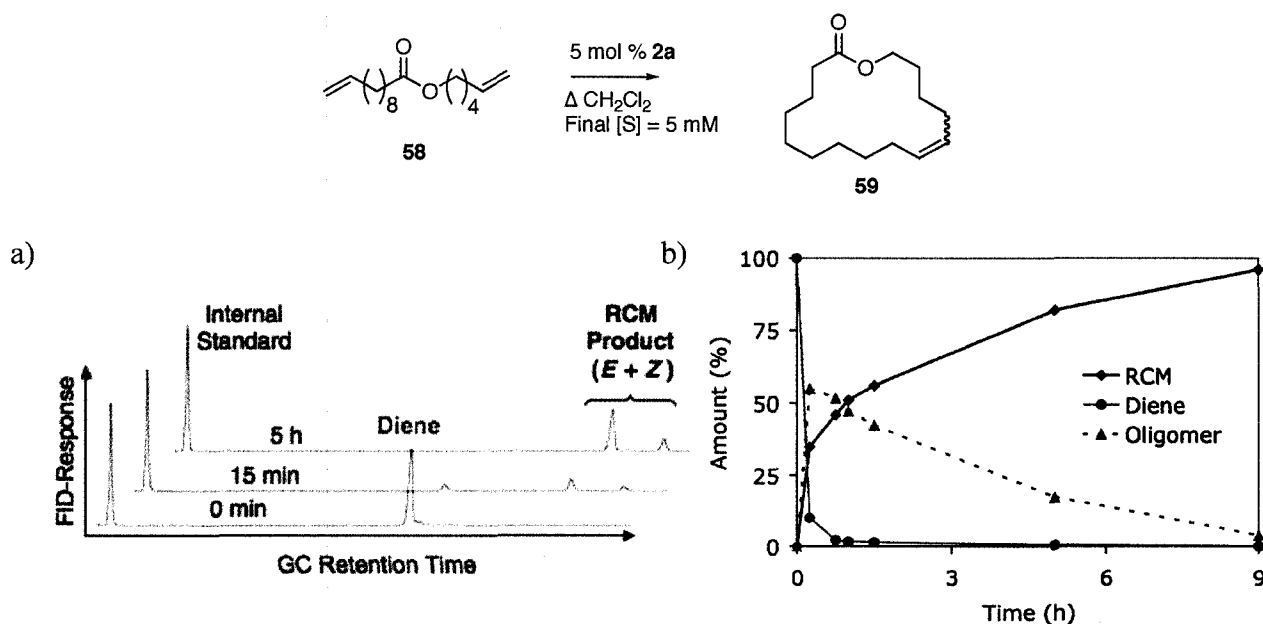 O
O
8
4
58
5 mol % 2a
Δ CH2Cl2
Final [S] = 5 mM
O
O
59
a)
Internal
Standard
RCM
Product
(E + Z)
5 h
Diene
15 min
0 min
FID-Response
GC Retention Time
b)
100
75
50
25
0
Amount (%)
RCM
Diene
Oligomer
0
3
6
9
Time (h)